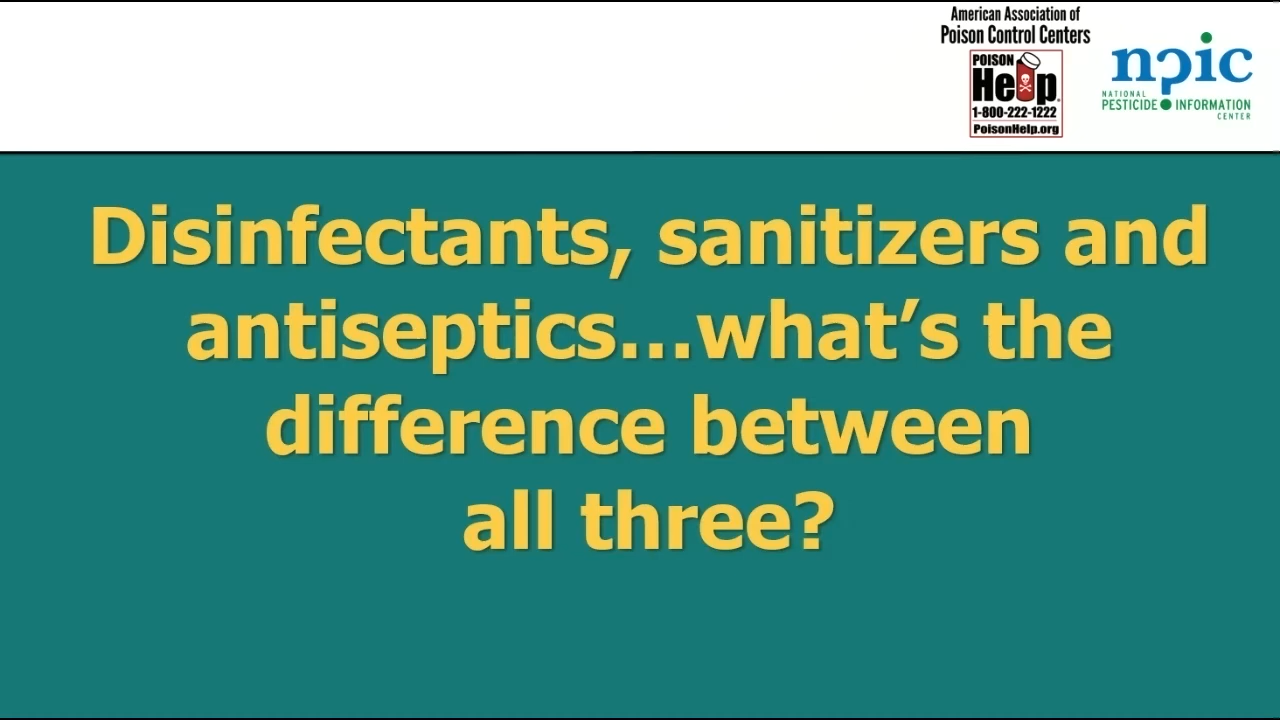 American Association of
Poison Control Centers
POISON
Help
1-800-222-1222
PoisonHelp.org
npic
NATIONAL
PESTICIDE INFORMATION
CENTER
Disinfectants, sanitizers and
antiseptics...what's the
difference between
all three?